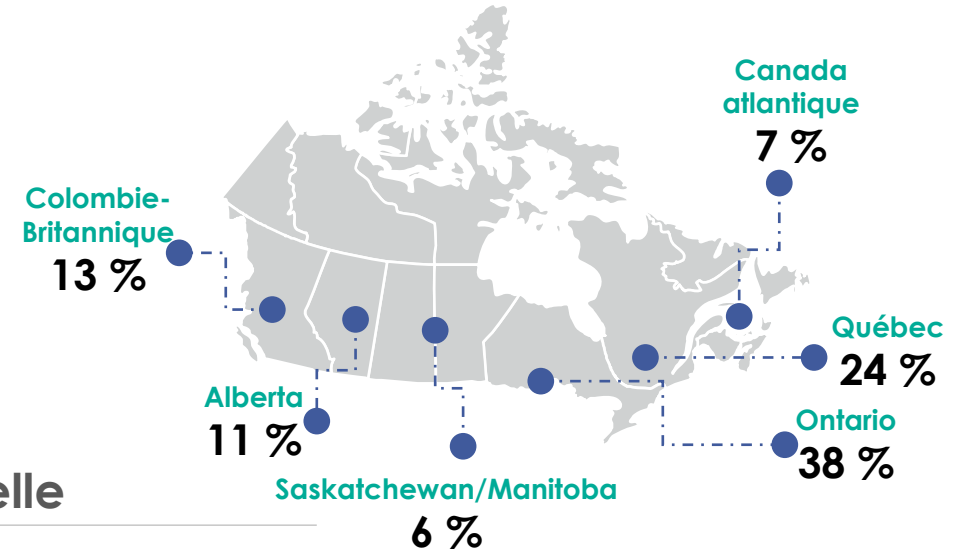 Canada
atlantique
7 %
Colombie-
Britannique
13 %
Québec
24 %
Alberta
11 %
Ontario
38 %
Saskatchewan/Manitoba
6 %
elle